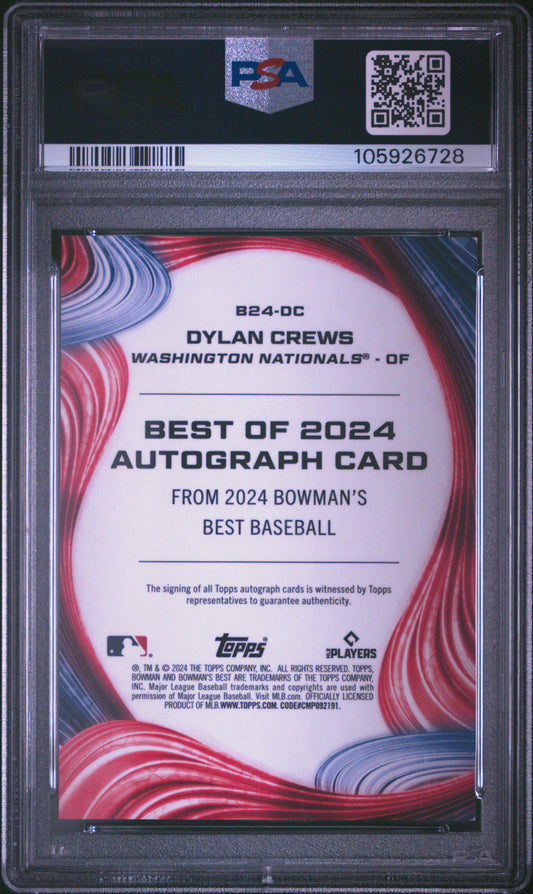 PSA
105926728
B24-DC
DYLAN CREWS
WASHINGTON NATIONALS® - OF
BEST OF 2024
AUTOGRAPH CARD
FROM 2024 BOWMAN'S
BEST BASEBALL
The signing of all Topps autograph cards is witnessed by Topps
representatives to guarantee authenticity.
Topps®
PLAYERS
®, TM & © 2024 THE TOPPS COMPANY, INC. ALL RIGHTS RESERVED. TOPPS,
BOWMAN AND BOWMAN'S BEST ARE TRADEMARKS OF THE TOPPS COMPANY,
INC. Major League Baseball trademarks and copyrights are used with
permission of Major League Baseball. Visit MLB.com. OFFICIALLY LICENSED
PRODUCT OF MLB.WWW.TOPPS.COM. CODE#CMP092191.
PSA